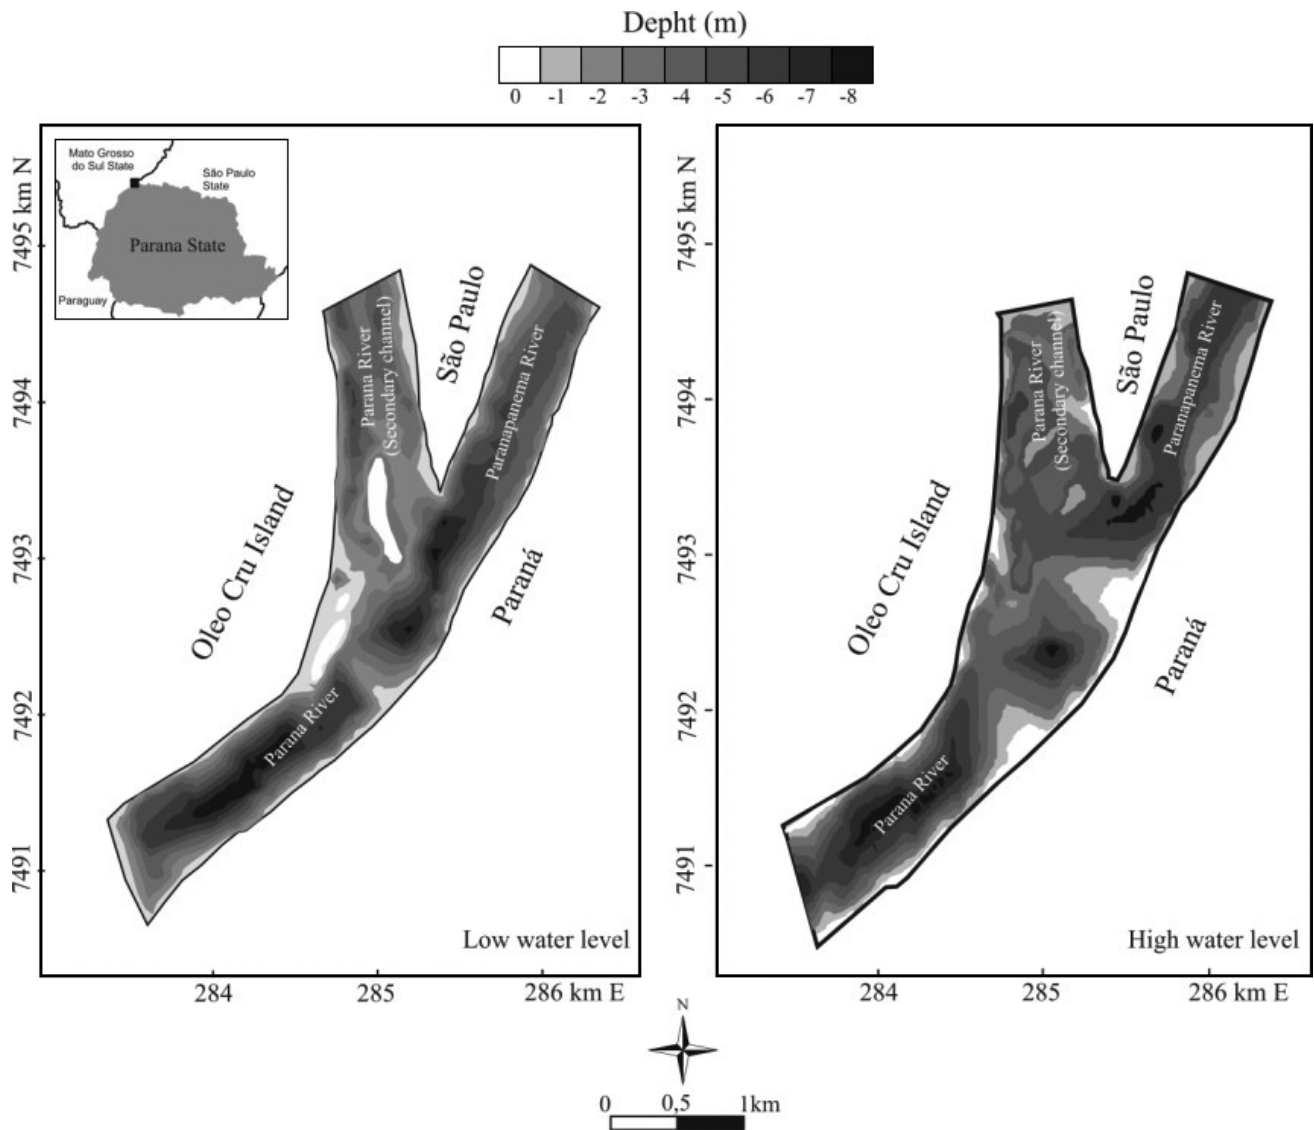 Depht (m)
0 -1 -2 -3 -4 -5 -6 -7 -8
Mato Grosso
do Sul State
São Paulo
State
Parana State
Paraguay
7495 km N
7494
7493
7492
7491
São Paulo
Parana River
(Secondary channel)
Paranapanema River
Oleo Cru Island
Paraná
Parana River
Low water level
284 285 286 km E
7495 km N
7494
7493
7492
7491
São Paulo
Parana River
(Secondary channel)
Paranapanema River
Oleo Cru Island
Paraná
Parana River
High water level
284 285 286 km E
N
0 0,5 1km